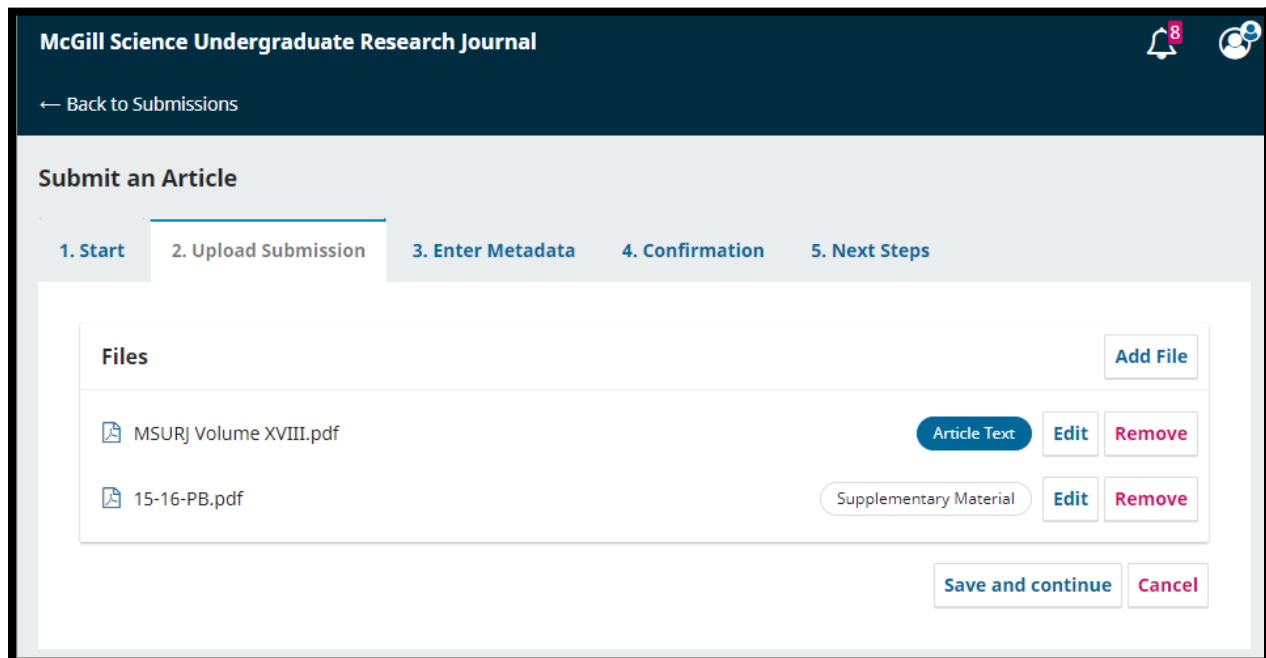 McGill Science Undergraduate Research Journal
8
← Back to Submissions
Submit an Article
1. Start 2. Upload Submission 3. Enter Metadata 4. Confirmation 5. Next Steps
Files Add File
MSURJ Volume XVIII.pdf Article Text Edit Remove
15-16-PB.pdf Supplementary Material Edit Remove
Save and continue Cancel